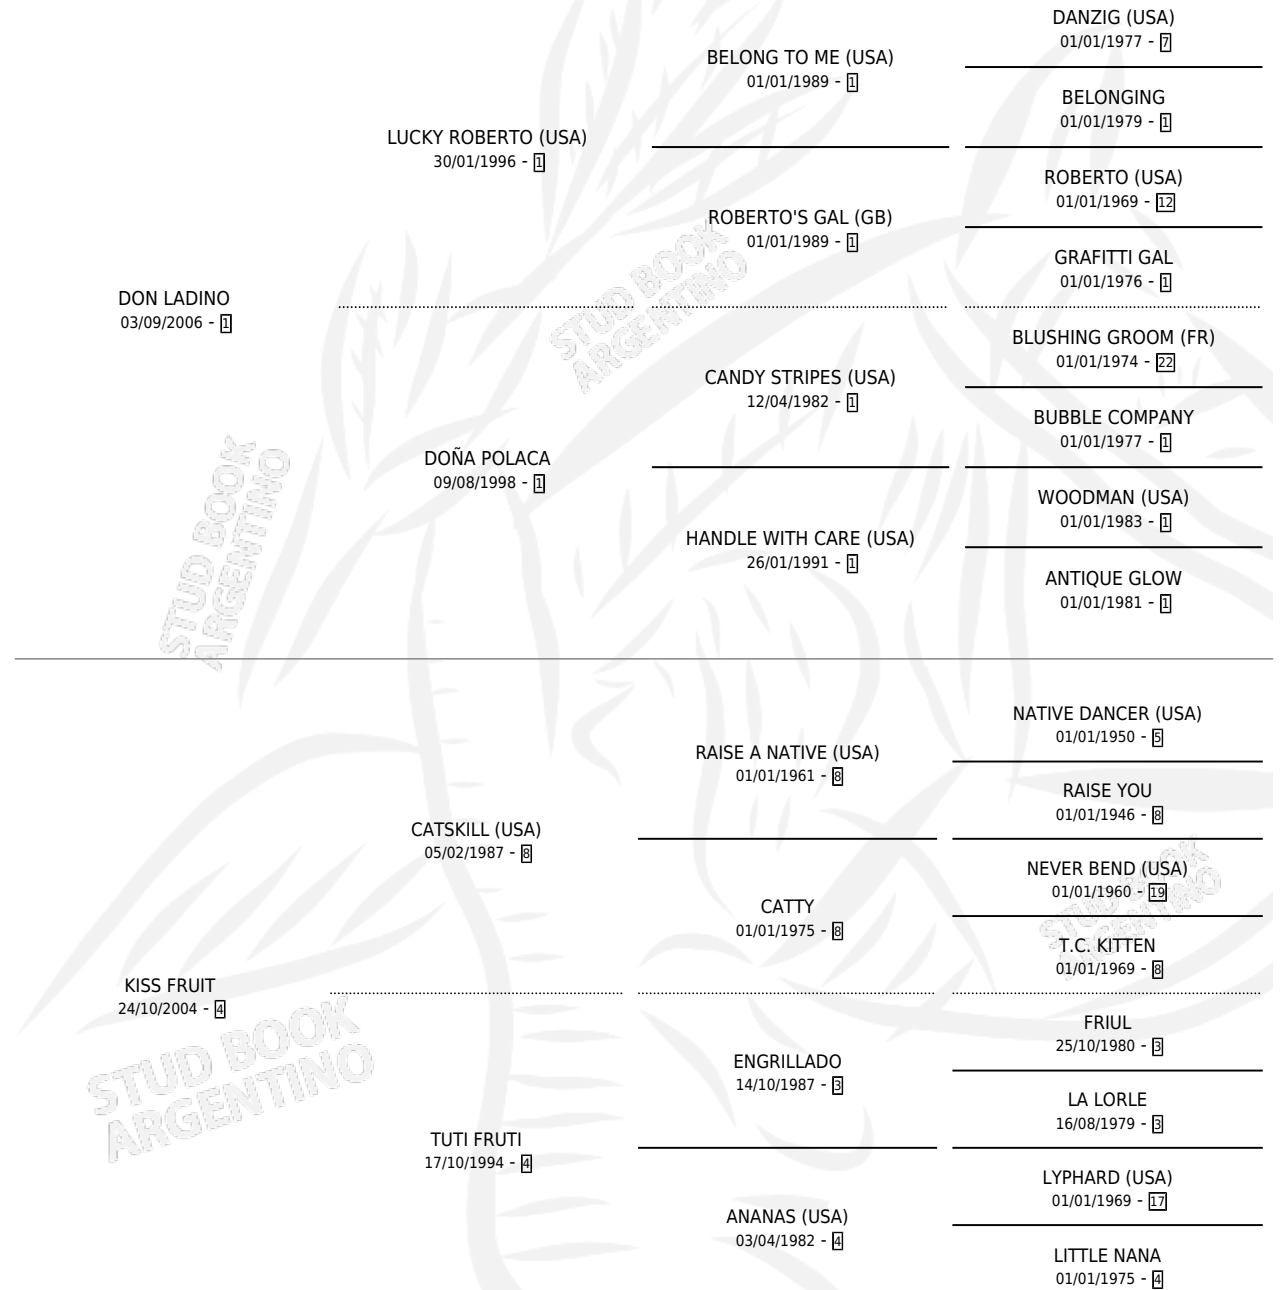 DANZIG (USA)
01/01/1977 - 7
BELONG TO ME (USA)
01/01/1989 - 1
BELONGING
01/01/1979 - 1
LUCKY ROBERTO (USA)
30/01/1996 - 1
ROBERTO (USA)
01/01/1969 - 12
ROBERTO'S GAL (GB)
01/01/1989 - 1
GRAFITTI GAL
01/01/1976 - 1
DON LADINO
03/09/2006 - 1
BLUSHING GROOM (FR)
01/01/1974 - 22
CANDY STRIPES (USA)
12/04/1982 - 1
BUBBLE COMPANY
01/01/1977 - 1
DOÑA POLACA
09/08/1998 - 1
WOODMAN (USA)
01/01/1983 - 1
HANDLE WITH CARE (USA)
26/01/1991 - 1
ANTIQUE GLOW
01/01/1981 - 1
NATIVE DANCER (USA)
01/01/1950 - 5
RAISE A NATIVE (USA)
01/01/1961 - 8
RAISE YOU
01/01/1946 - 8
CATSKILL (USA)
05/02/1987 - 8
NEVER BEND (USA)
01/01/1960 - 19
CATTY
01/01/1975 - 8
T.C. KITTEN
01/01/1969 - 8
KISS FRUIT
24/10/2004 - 4
FRIUL
25/10/1980 - 3
ENGRILLADO
14/10/1987 - 3
LA LORLE
16/08/1979 - 3
TUTI FRUTI
17/10/1994 - 4
LYPHARD (USA)
01/01/1969 - 17
ANANAS (USA)
03/04/1982 - 4
LITTLE NANA
01/01/1975 - 4
STUD BOOK
ARGENTINO
STUD BOOK
ARGENTINO
STUD BOOK
ARGENTINO
STUD BOOK
ARGENTINO